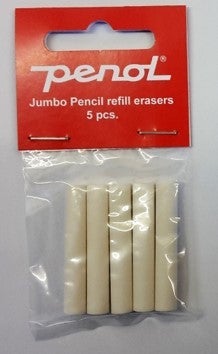 penol
Jumbo Pencil refill erasers
5 pcs.